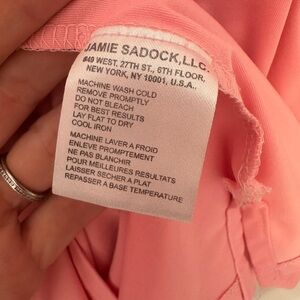 JAMIE SADOCK,LLC.
649 WEST, 27TH ST., 6TH FLOOR,
NEW YORK, NY 10001, U.S.A..
MACHINE WASH COLD
REMOVE PROMPTLY
DO NOT BLEACH
FOR BEST RESULTS
LAY FLAT TO DRY
COOL IRON
MACHINE LAVER A FROID
ENLEVE PROMPTEMENT
NE PAS BLANCHIR
POUR MEILLEURES RESULTATS
LAISSER SECHER A PLAT
REPASSER A BASE TEMPERATURE